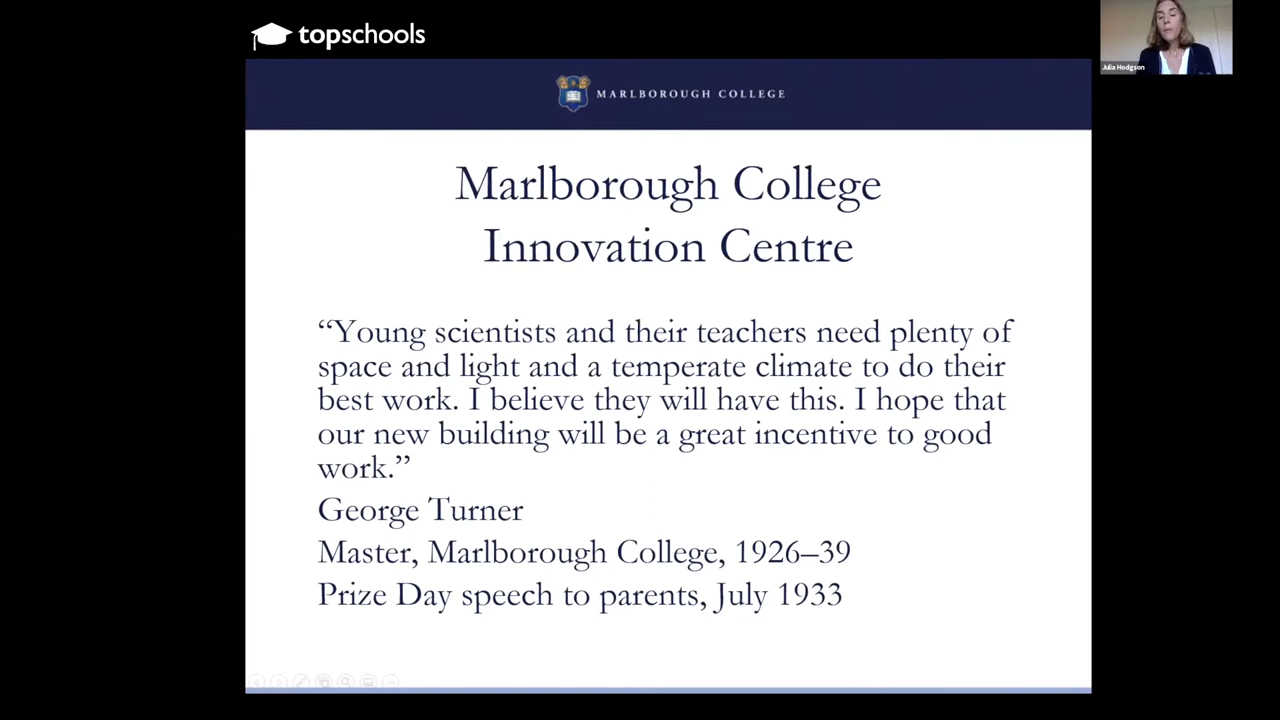 topschools
Julia Hodgson
MARLBOROUGH COLLEGE
Marlborough College
Innovation Centre
“Young scientists and their teachers need plenty of
space and light and a temperate climate to do their
best work. I believe they will have this. I hope that
our new building will be a great incentive to good
work.”
George Turner
Master, Marlborough College, 1926–39
Prize Day speech to parents, July 1933